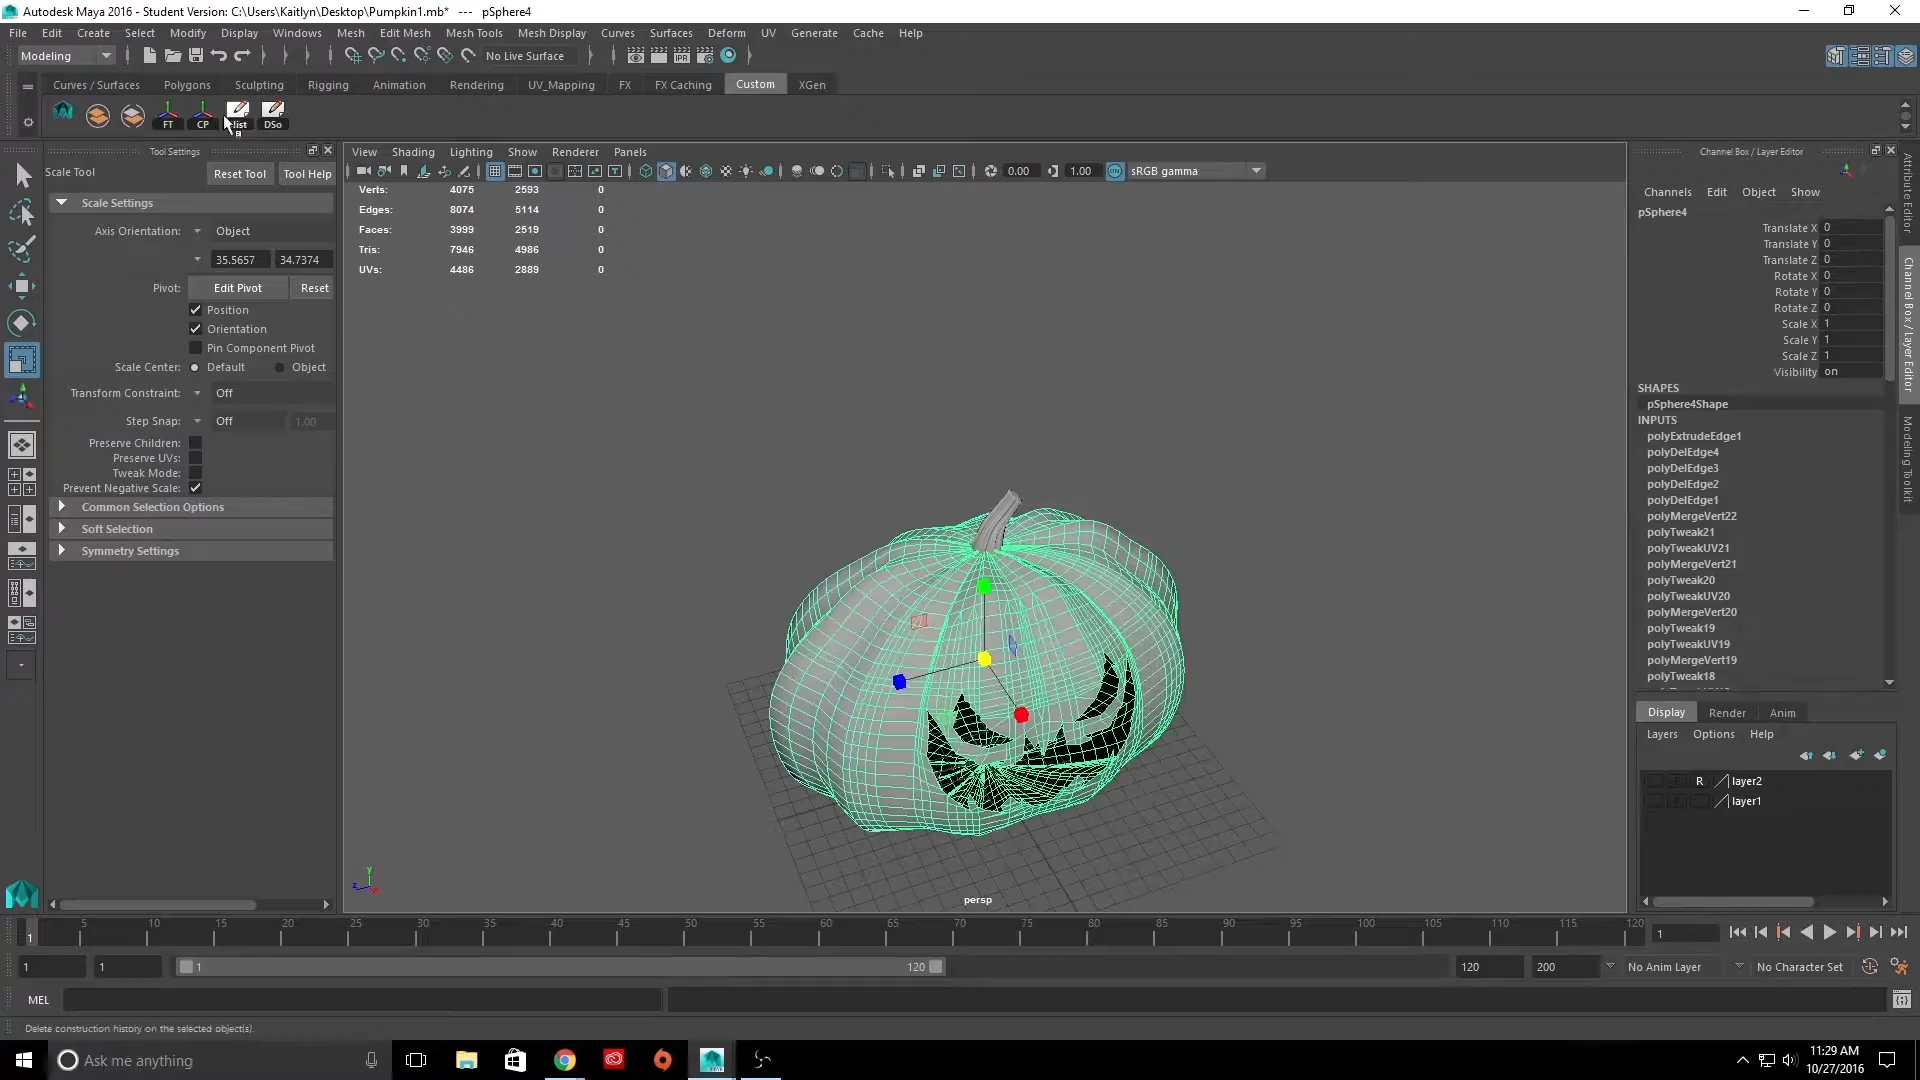 Autodesk Maya 2016 - Student Version: C:\Users\Kaitlyn\Desktop\Pumpkin1.mb* --- pSphere4
File Edit Create Select Modify Display Windows Mesh Edit Mesh Mesh Tools Mesh Display Curves Surfaces Deform UV Generate Cache Help
Modeling No Live Surface
Curves / Surfaces Polygons Sculpting Rigging Animation Rendering UV_Mapping FX FX Caching Custom XGen
FT CP Hist DSo
Tool Settings
Scale Tool Reset Tool Tool Help
Scale Settings
Axis Orientation: Object
35.5657 34.7374
Pivot: Edit Pivot Reset
Position
Orientation
Pin Component Pivot
Scale Center: Default Object
Transform Constraint: Off
Step Snap: Off 1.00
Preserve Children:
Preserve UVs:
Tweak Mode:
Prevent Negative Scale:
Common Selection Options
Soft Selection
Symmetry Settings
View Shading Lighting Show Renderer Panels
0.00 1.00 ON sRGB gamma
Verts: 4075 2593 0
Edges: 8074 5114 0
Faces: 3999 2519 0
Tris: 7946 4986 0
UVs: 4486 2889 0
y
z x
persp
Channel Box / Layer Editor
Channels Edit Object Show
pSphere4
Translate X 0
Translate Y 0
Translate Z 0
Rotate X 0
Rotate Y 0
Rotate Z 0
Scale X 1
Scale Y 1
Scale Z 1
Visibility on
SHAPES
pSphere4Shape
INPUTS
polyExtrudeEdge1
polyDelEdge4
polyDelEdge3
polyDelEdge2
polyDelEdge1
polyMergeVert22
polyTweak21
polyTweakUV21
polyMergeVert21
polyTweak20
polyTweakUV20
polyMergeVert20
polyTweak19
polyTweakUV19
polyMergeVert19
polyTweak18
Display Render Anim
Layers Options Help
R layer2
layer1
Attribute Editor
Channel Box / Layer Editor
Modeling Toolkit
1 5 10 15 20 25 30 35 40 45 50 55 60 65 70 75 80 85 90 95 100 105 110 115 120 1
1 1 1 120 120 200 No Anim Layer No Character Set
MEL
Delete construction history on the selected object(s).
Ask me anything
11:29 AM
10/27/2016